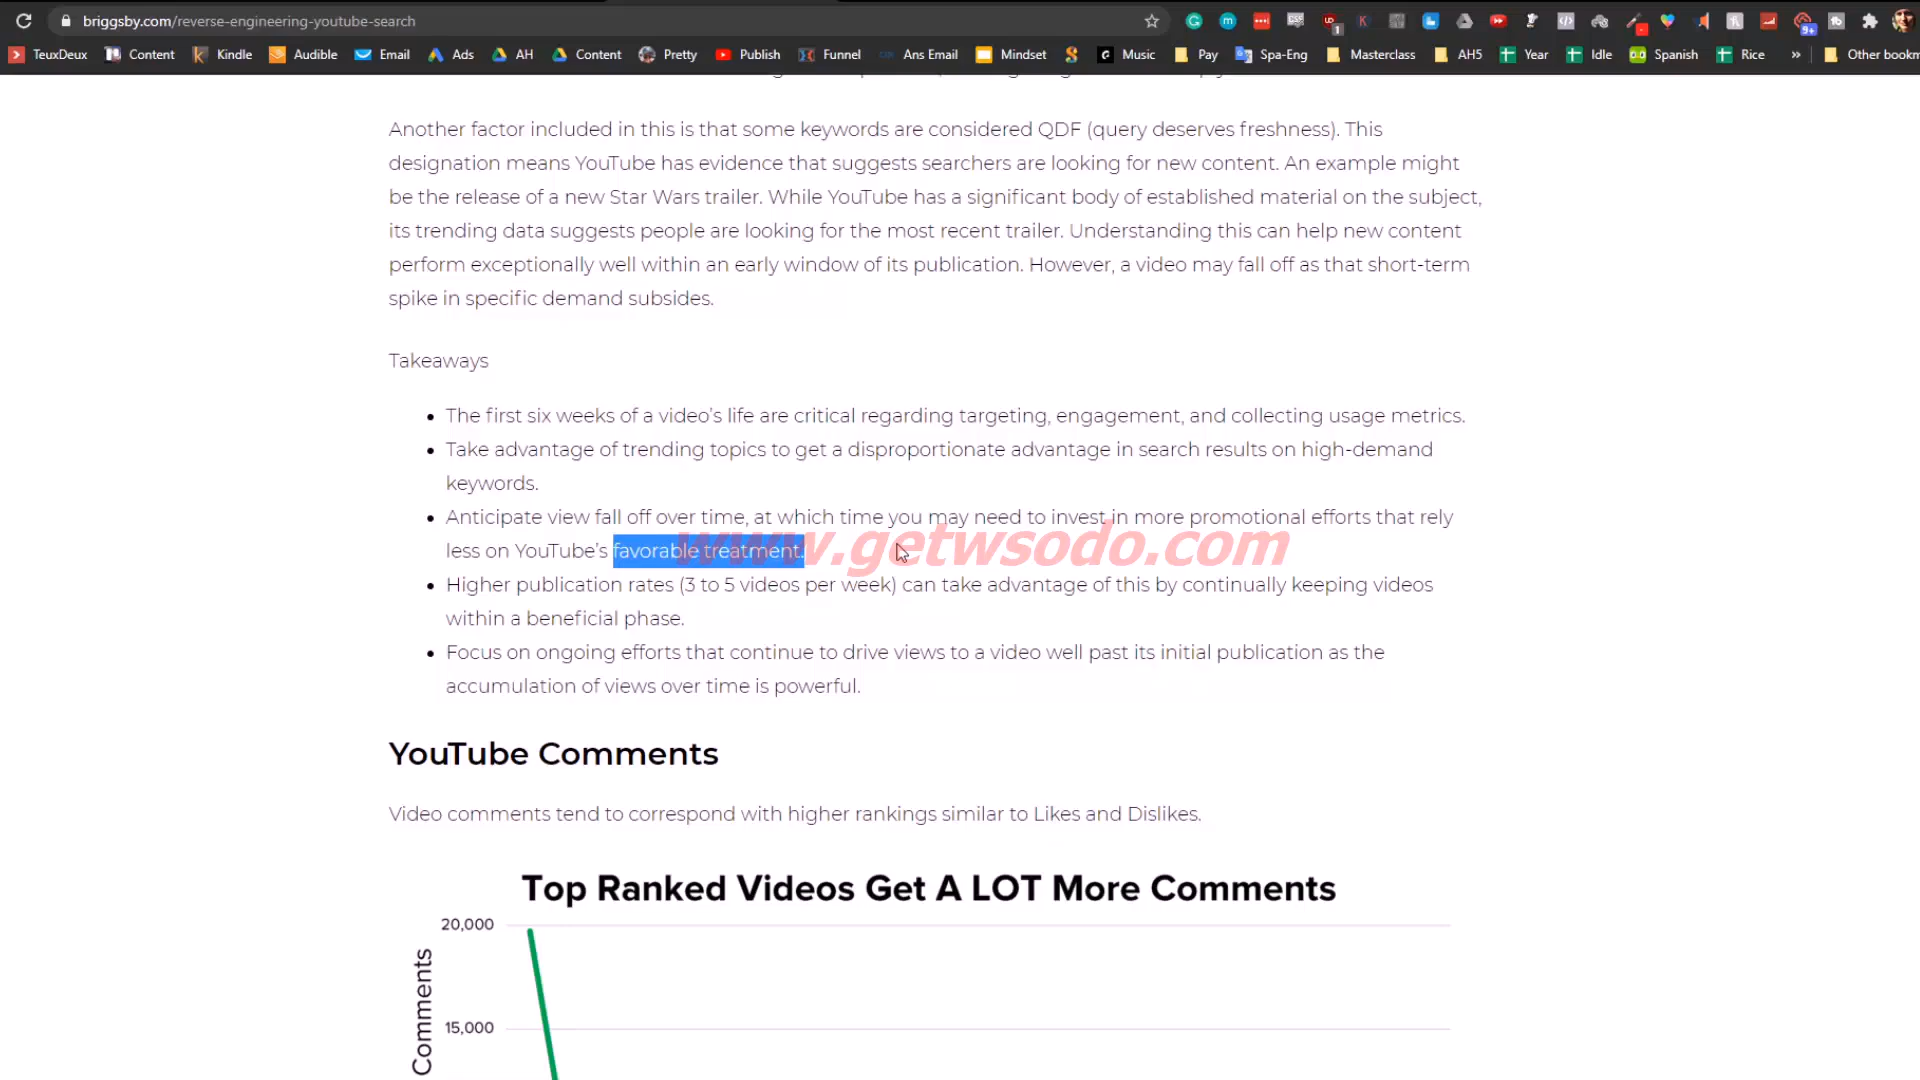 briggsby.com/reverse-engineering-youtube-search
TeuxDeux Content Kindle Audible Email Ads AH Content Pretty Publish Funnel Ans Email Mindset Music Pay Spa-Eng Masterclass AH5 Year Idle Spanish Rice » Other bookm
Another factor included in this is that some keywords are considered QDF (query deserves freshness). This
designation means YouTube has evidence that suggests searchers are looking for new content. An example might
be the release of a new Star Wars trailer. While YouTube has a significant body of established material on the subject,
its trending data suggests people are looking for the most recent trailer. Understanding this can help new content
perform exceptionally well within an early window of its publication. However, a video may fall off as that short-term
spike in specific demand subsides.
Takeaways
• The first six weeks of a video's life are critical regarding targeting, engagement, and collecting usage metrics.
• Take advantage of trending topics to get a disproportionate advantage in search results on high-demand
keywords.
• Anticipate view fall off over time, at which time you may need to invest in more promotional efforts that rely
less on YouTube's favorable treatment.
www.getwsodo.com
• Higher publication rates (3 to 5 videos per week) can take advantage of this by continually keeping videos
within a beneficial phase.
• Focus on ongoing efforts that continue to drive views to a video well past its initial publication as the
accumulation of views over time is powerful.
YouTube Comments
Video comments tend to correspond with higher rankings similar to Likes and Dislikes.
Top Ranked Videos Get A LOT More Comments
20,000
15,000
Comments